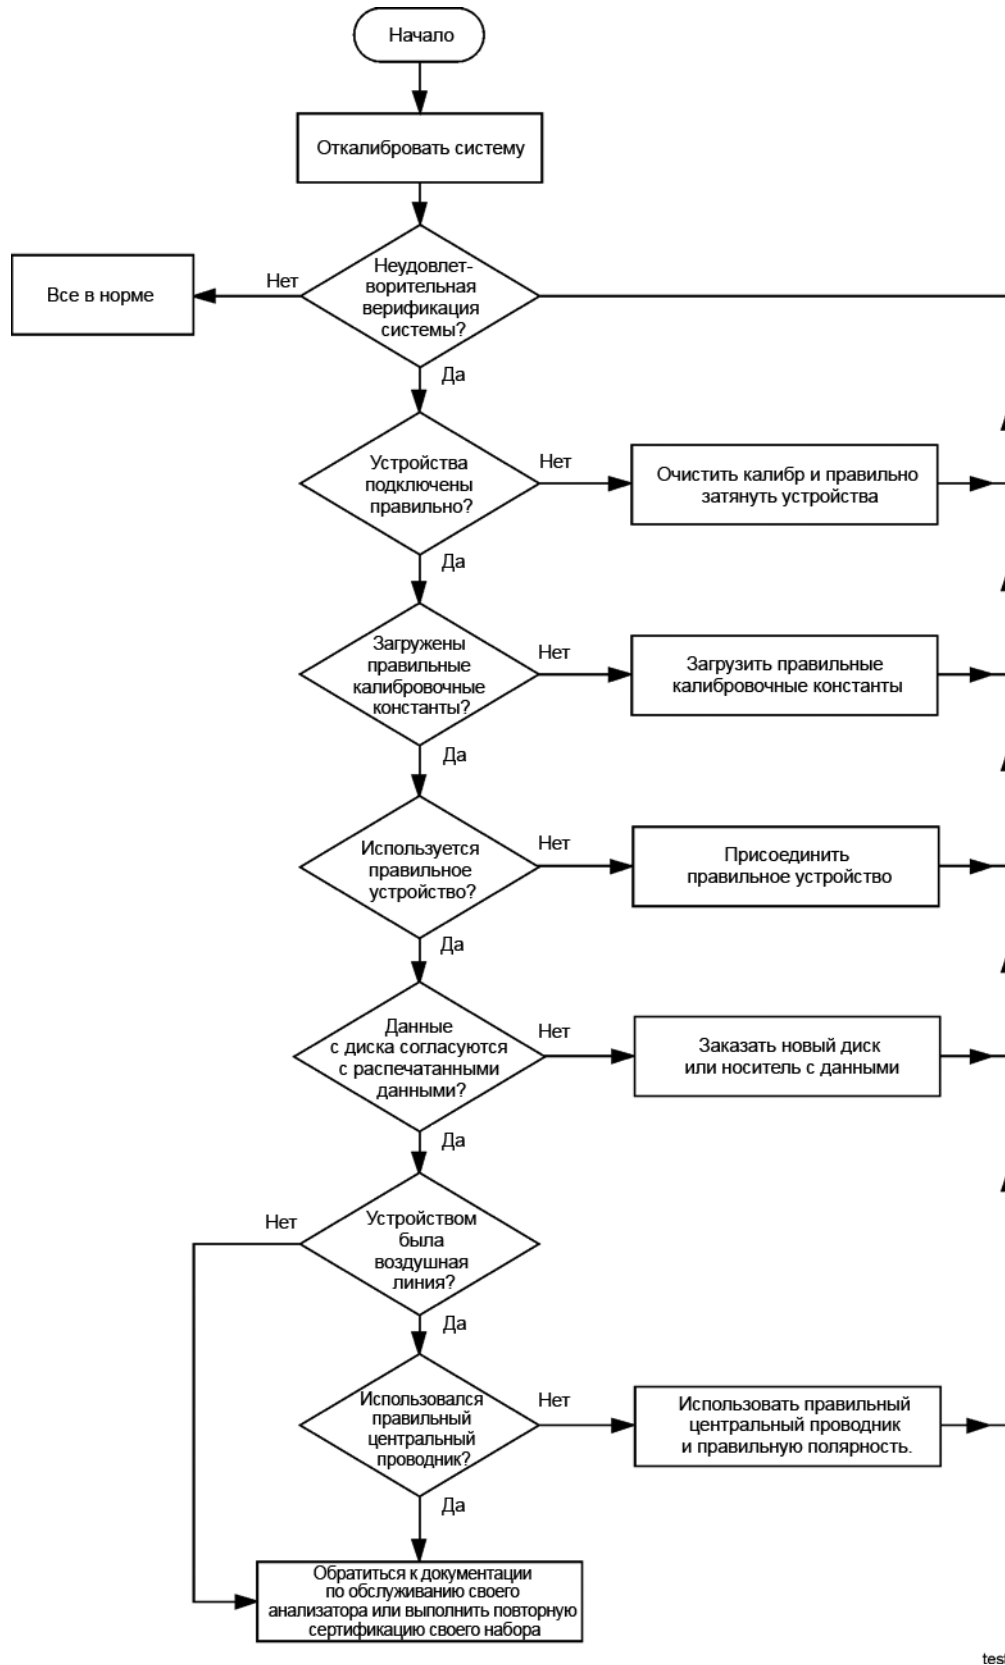 Начало
Откалибровать систему
Неудовлет-
ворительная
верификация
системы?
Нет
Все в норме
Да
Устройства
подключены
правильно?
Нет
Очистить калибр и правильно
затянуть устройства
Да
Загружены
правильные
калибровочные
константы?
Нет
Загрузить правильные
калибровочные константы
Да
Используется
правильное
устройство?
Нет
Присоединить
правильное устройство
Да
Данные
с диска согласуются
с распечатанными
данными?
Нет
Заказать новый диск
или носитель с данными
Да
Нет
Устройством
была
воздушная
линия?
Да
Использовался
правильный
центральный
проводник?
Нет
Использовать правильный
центральный проводник
и правильную полярность.
Да
Обратиться к документации
по обслуживанию своего
анализатора или выполнить повторную
сертификацию своего набора
test